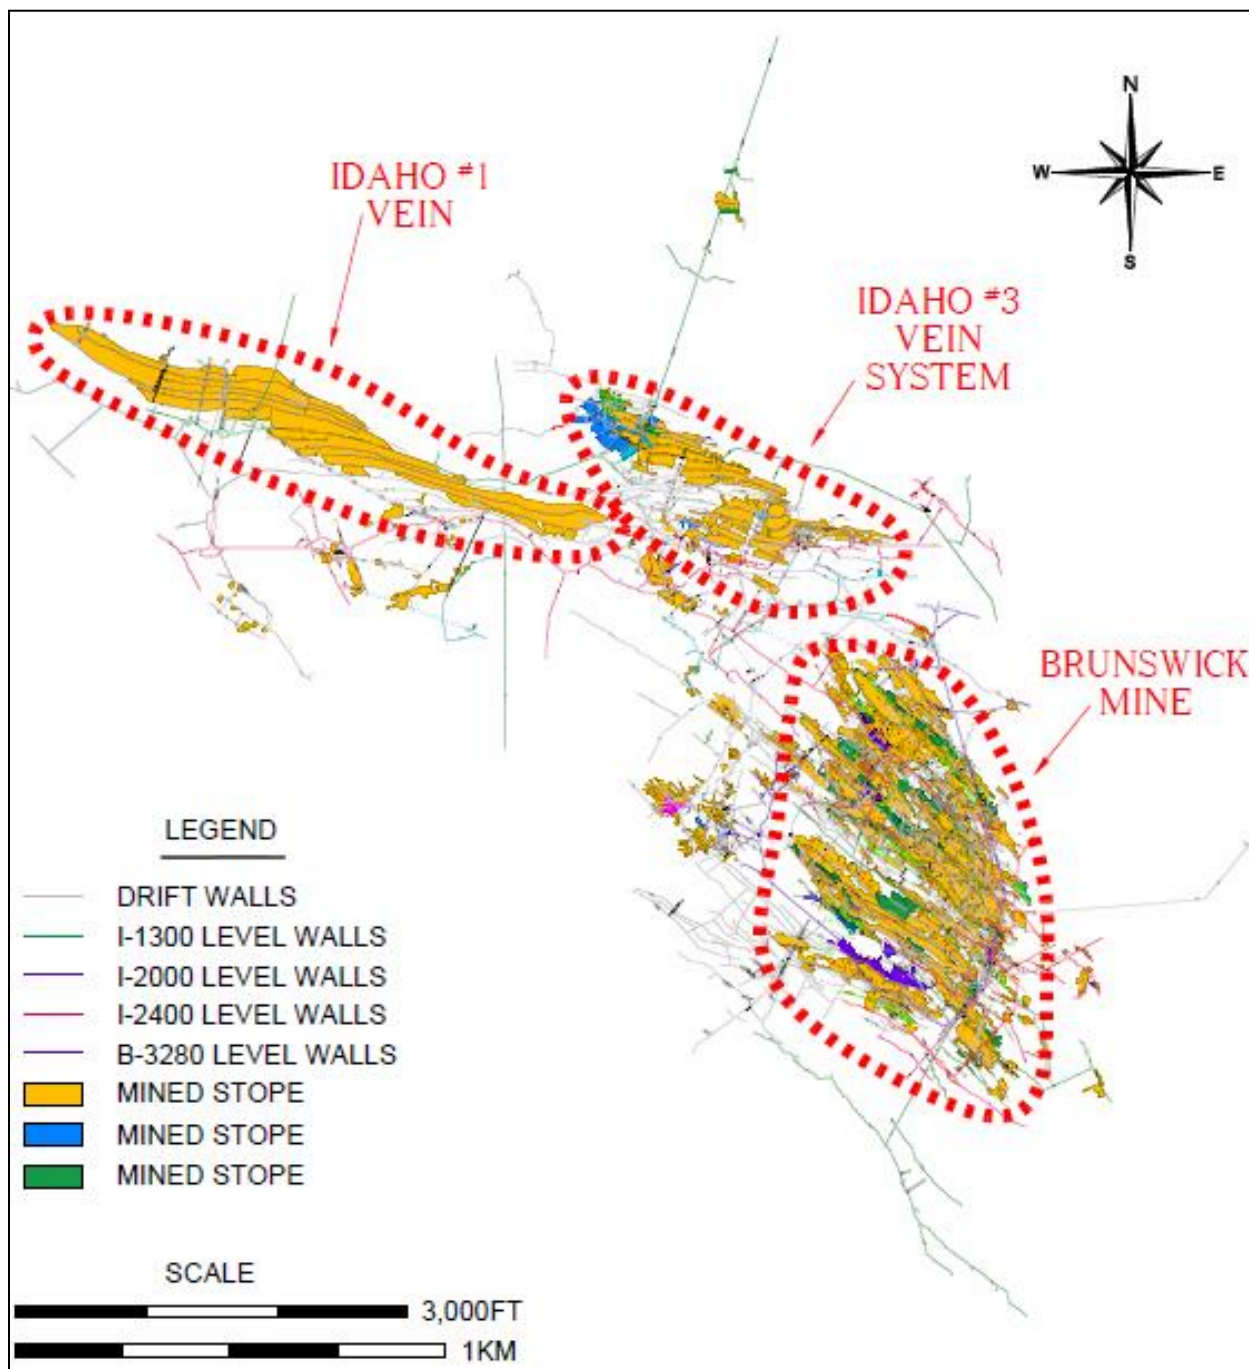 N
W
E
S
IDAHO #1
VEIN
IDAHO #3
VEIN
SYSTEM
BRUNSWICK
MINE
LEGEND
DRIFT WALLS
I-1300 LEVEL WALLS
I-2000 LEVEL WALLS
I-2400 LEVEL WALLS
B-3280 LEVEL WALLS
MINED STOPE
MINED STOPE
MINED STOPE
SCALE
3,000FT
1KM